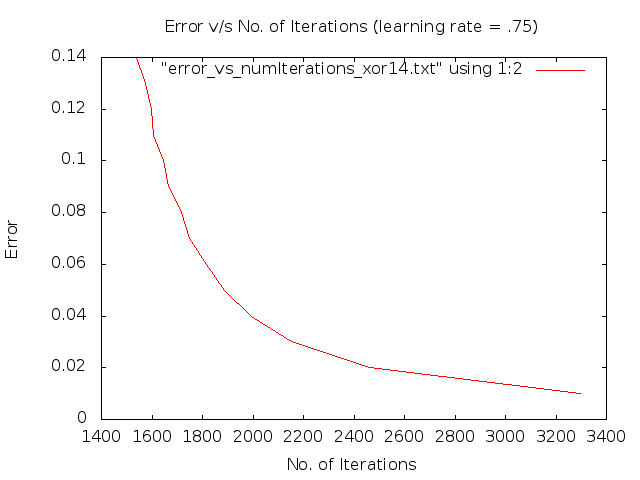 Error v/s No. of Iterations (learning rate = .75)
"error_vs_numIterations_xor14.txt" using 1:2
0.14
0.12
0.1
0.08
0.06
0.04
0.02
0
Error
1400 1600 1800 2000 2200 2400 2600 2800 3000 3200 3400
No. of Iterations